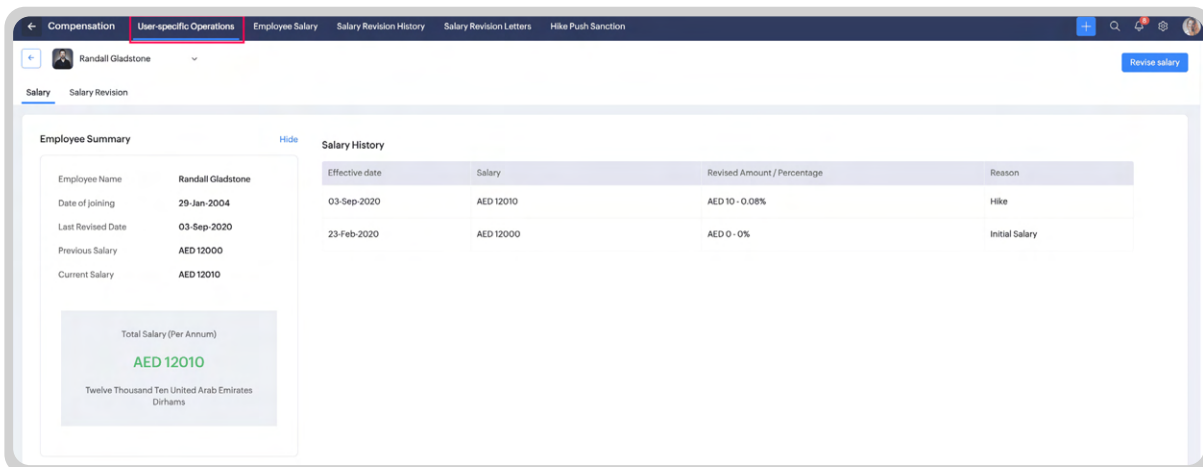 Compensation User-specific Operations Employee Salary Salary Revision History Salary Revision Letters Hike Push Sanction
8
Randall Gladstone
Revise salary
Salary Salary Revision
Employee Summary Hide
Employee Name Randall Gladstone
Date of joining 29-Jan-2004
Last Revised Date 03-Sep-2020
Previous Salary AED 12000
Current Salary AED 12010
Total Salary (Per Annum)
AED 12010
Twelve Thousand Ten United Arab Emirates
Dirhams
Salary History
Effective date Salary Revised Amount / Percentage Reason
03-Sep-2020 AED 12010 AED 10 - 0.08% Hike
23-Feb-2020 AED 12000 AED 0 - 0% Initial Salary